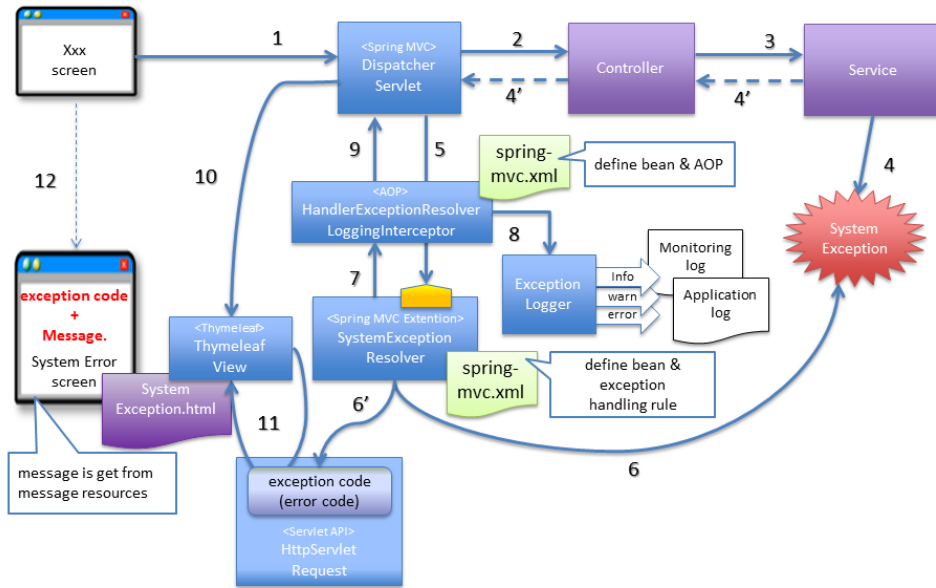 x
Xxx
screen
1
<Spring MVC>
Dispatcher
Servlet
2
4’
Controller
3
4’
Service
12
10
9
5
spring-
mvc.xml
define bean & AOP
4
<AOP>
HandlerExceptionResolver
LoggingInterceptor
8
System
Exception
7
Exception
Logger
Info
warn
error
Monitoring
log
Application
log
x
exception code
+
Message.
System Error
screen
<Thymeleaf>
Thymeleaf
View
<Spring MVC Extention>
SystemException
Resolver
spring-
mvc.xml
define bean &
exception
handling rule
System
Exception.html
11
6’
6
message is get from
message resources
exception code
(error code)
<Servlet API>
HttpServlet
Request